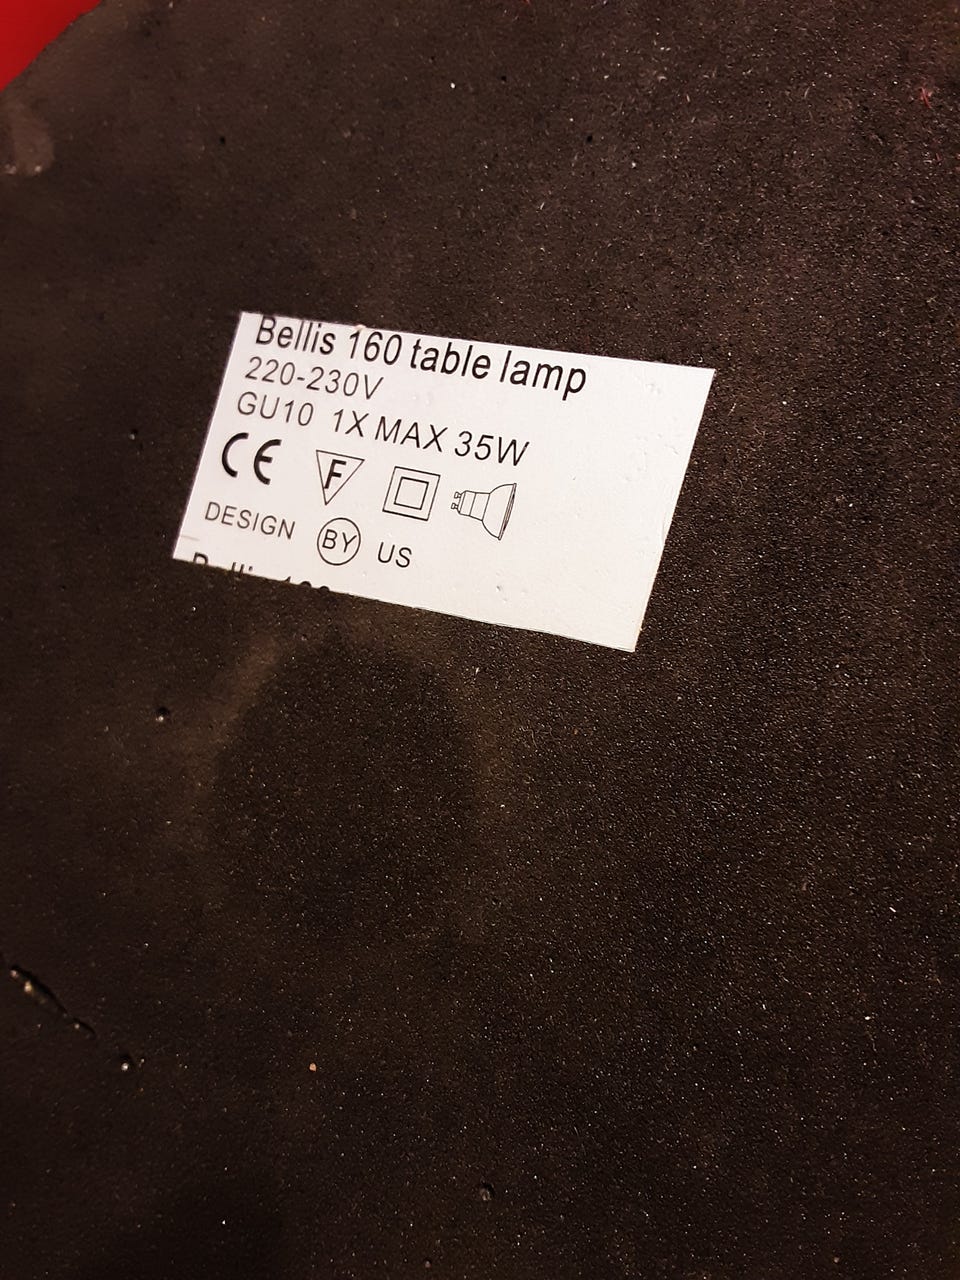 Bellis 160 table lamp
220-230V
GU10 1X MAX 35W
CE F
DESIGN BY US